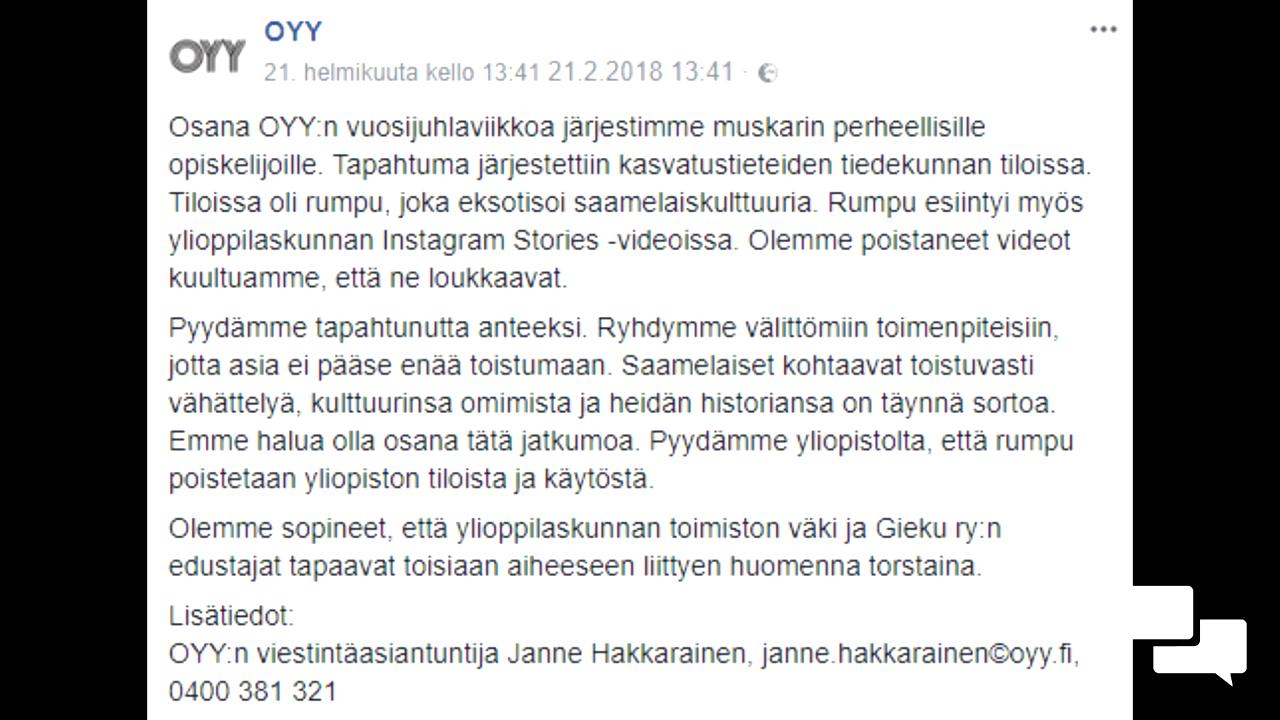 OYY
OYY
21. helmikuuta kello 13:41 21.2.2018 13:41 ·
Osana OYY:n vuosijuhlaviikkoa järjestimme muskarin perheellisille
opiskelijoille. Tapahtuma järjestettiin kasvatustieteiden tiedekunnan tiloissa.
Tiloissa oli rumpu, joka eksotisoi saamelaiskulttuuria. Rumpu esiintyi myös
ylioppilaskunnan Instagram Stories -videoissa. Olemme poistaneet videot
kuultuamme, että ne loukkaavat.
Pyydämme tapahtunutta anteeksi. Ryhdymme välittömiin toimenpiteisiin,
jotta asia ei pääse enää toistumaan. Saamelaiset kohtaavat toistuvasti
vähättelyä, kulttuurinsa omimista ja heidän historiansa on täynnä sortoa.
Emme halua olla osana tätä jatkumoa. Pyydämme yliopistolta, että rumpu
poistetaan yliopiston tiloista ja käytöstä.
Olemme sopineet, että ylioppilaskunnan toimiston väki ja Gieku ry:n
edustajat tapaavat toisiaan aiheeseen liittyen huomenna torstaina.
Lisätiedot:
OYY:n viestintäasiantuntija Janne Hakkarainen, janne.hakkarainen©oyy.fi,
0400 381 321